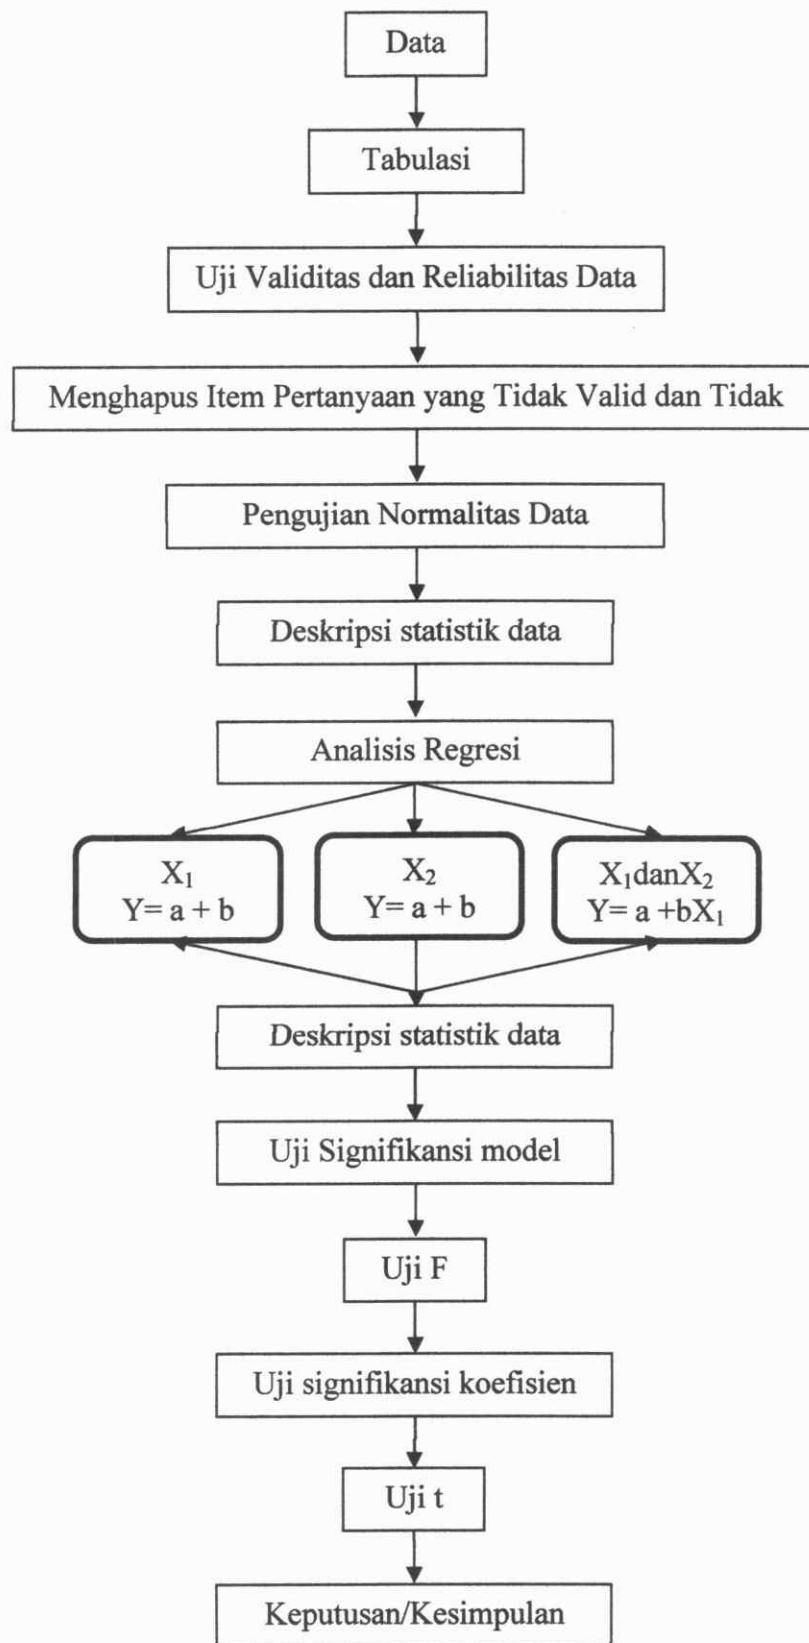 Data
Tabulasi
Uji Validitas dan Reliabilitas Data
Menghapus Item Pertanyaan yang Tidak Valid dan Tidak
Pengujian Normalitas Data
Deskripsi statistik data
Analisis Regresi
X₁
Y= a + b
X₂
Y= a + b
X₁danX₂
Y= a +bX₁
Deskripsi statistik data
Uji Signifikansi model
Uji F
Uji signifikansi koefisien
Uji t
Keputusan/Kesimpulan